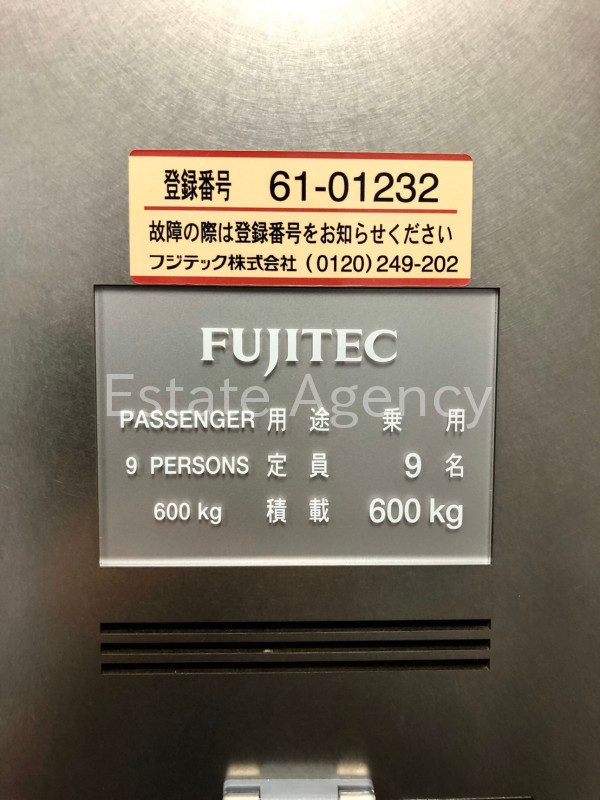 登録番号 61-01232
故障の際は登録番号をお知らせください
フジテック株式会社 (0120) 249-202
FUJITEC
Estate Agency
PASSENGER 用途 乗用
9 PERSONS 定員 9名
600 kg 積載 600 kg